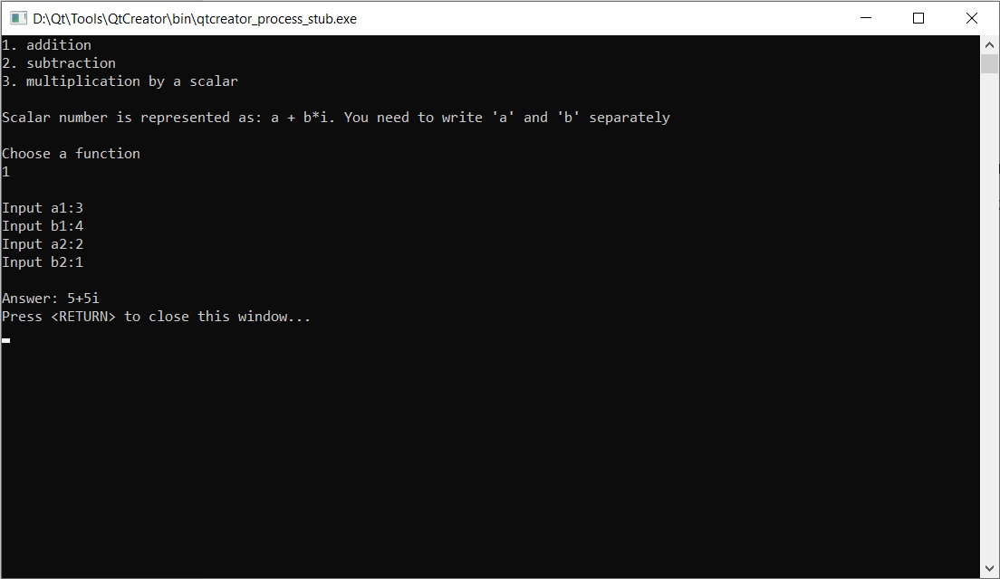 D:\Qt\Tools\QtCreator\bin\qtcreator_process_stub.exe
1. addition
2. subtraction
3. multiplication by a scalar
Scalar number is represented as: a + b*i. You need to write 'a' and 'b' separately
Choose a function
1
Input a1:3
Input b1:4
Input a2:2
Input b2:1
Answer: 5+5i
Press <RETURN> to close this window...